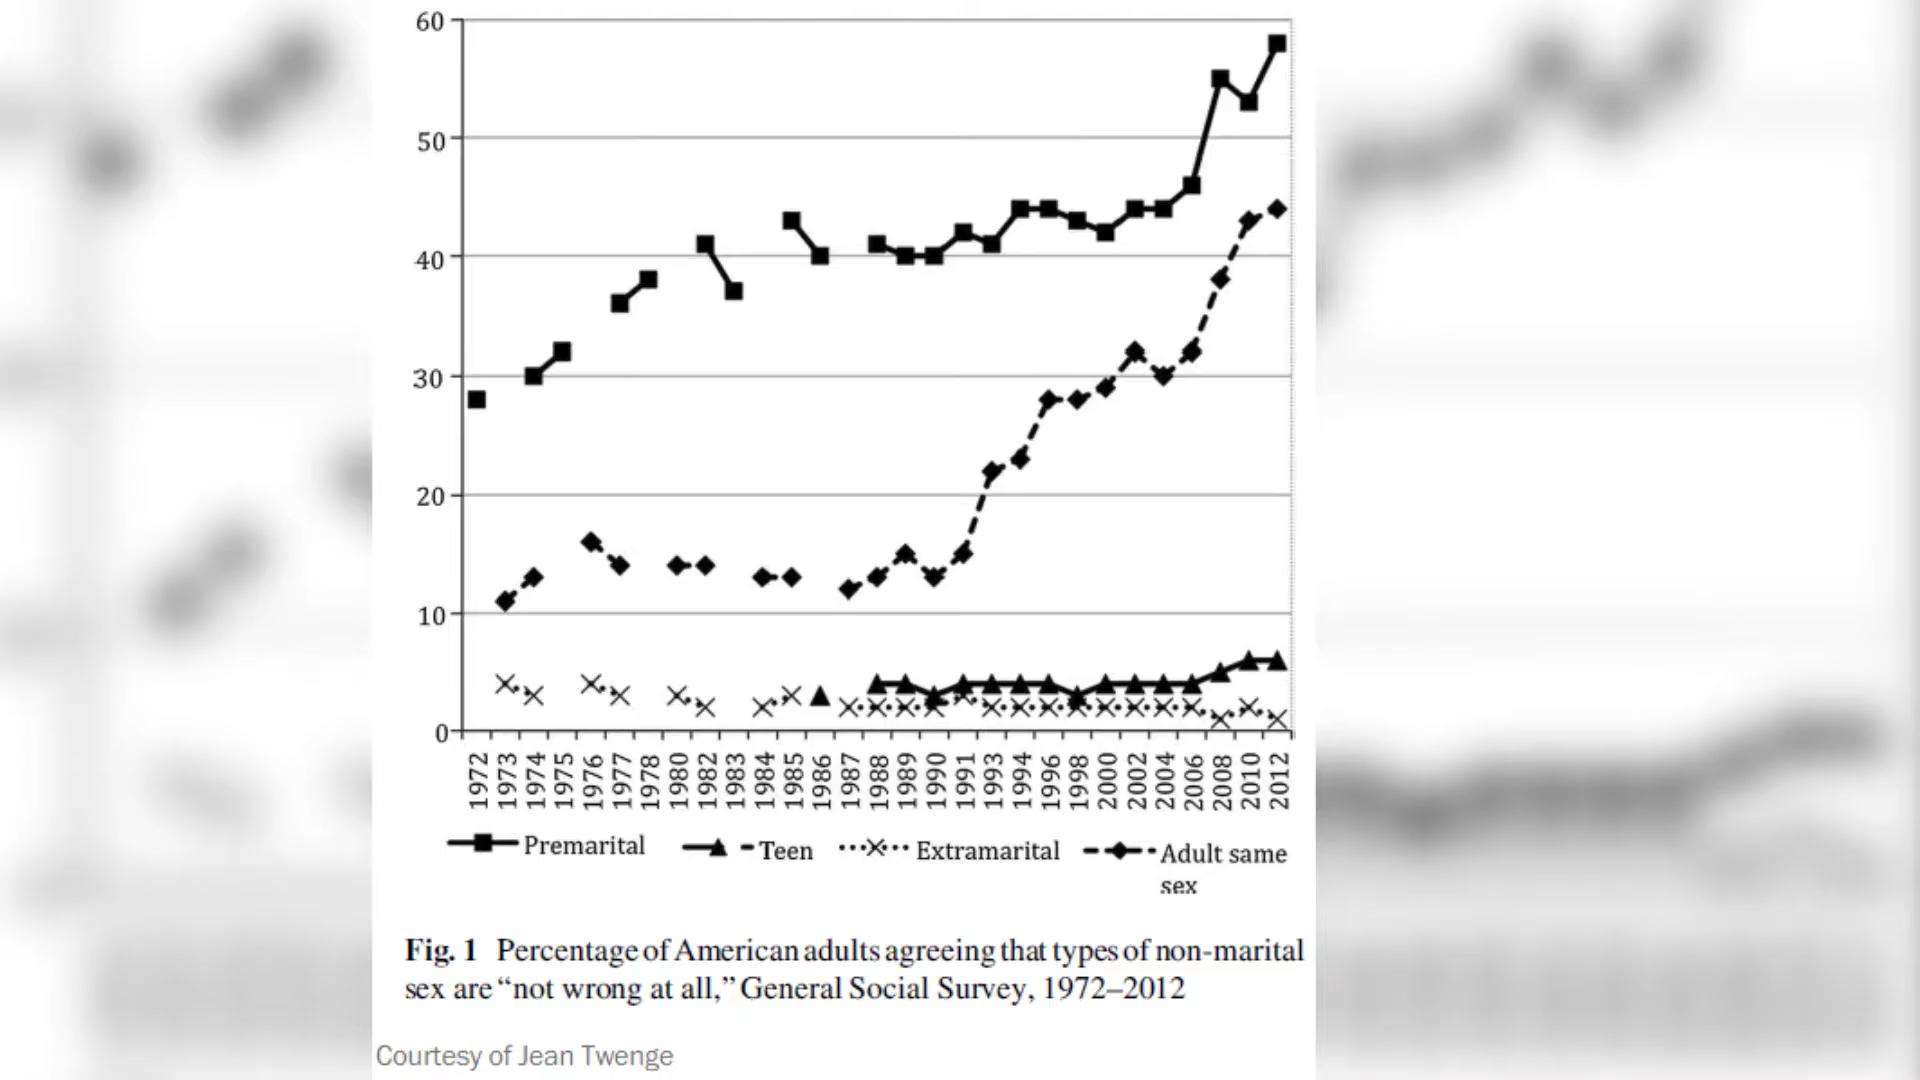 60
50
40
30
20
10
0
1972 1973 1974 1975 1976 1977 1978 1980 1982 1983 1984 1985 1986 1987 1988 1989 1990 1991 1993 1994 1996 1998 2000 2002 2004 2006 2008 2010 2012
Premarital Teen Extramarital Adult same
sex
Fig. 1 Percentage of American adults agreeing that types of non-marital
sex are “not wrong at all,” General Social Survey, 1972–2012
Courtesy of Jean Twenge